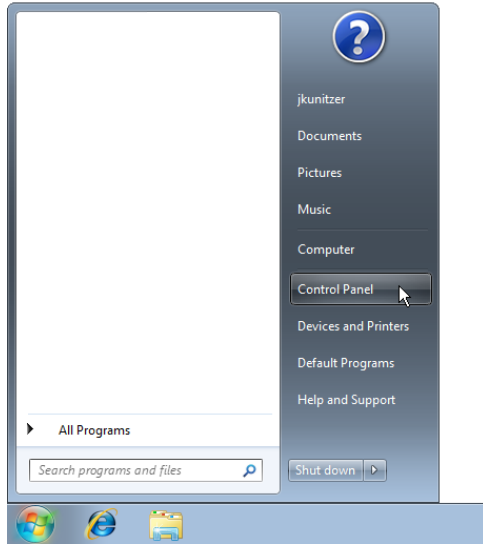 jkunitzer
Documents
Pictures
Music
Computer
Control Panel
Devices and Printers
Default Programs
Help and Support
All Programs
Search programs and files
Shut down